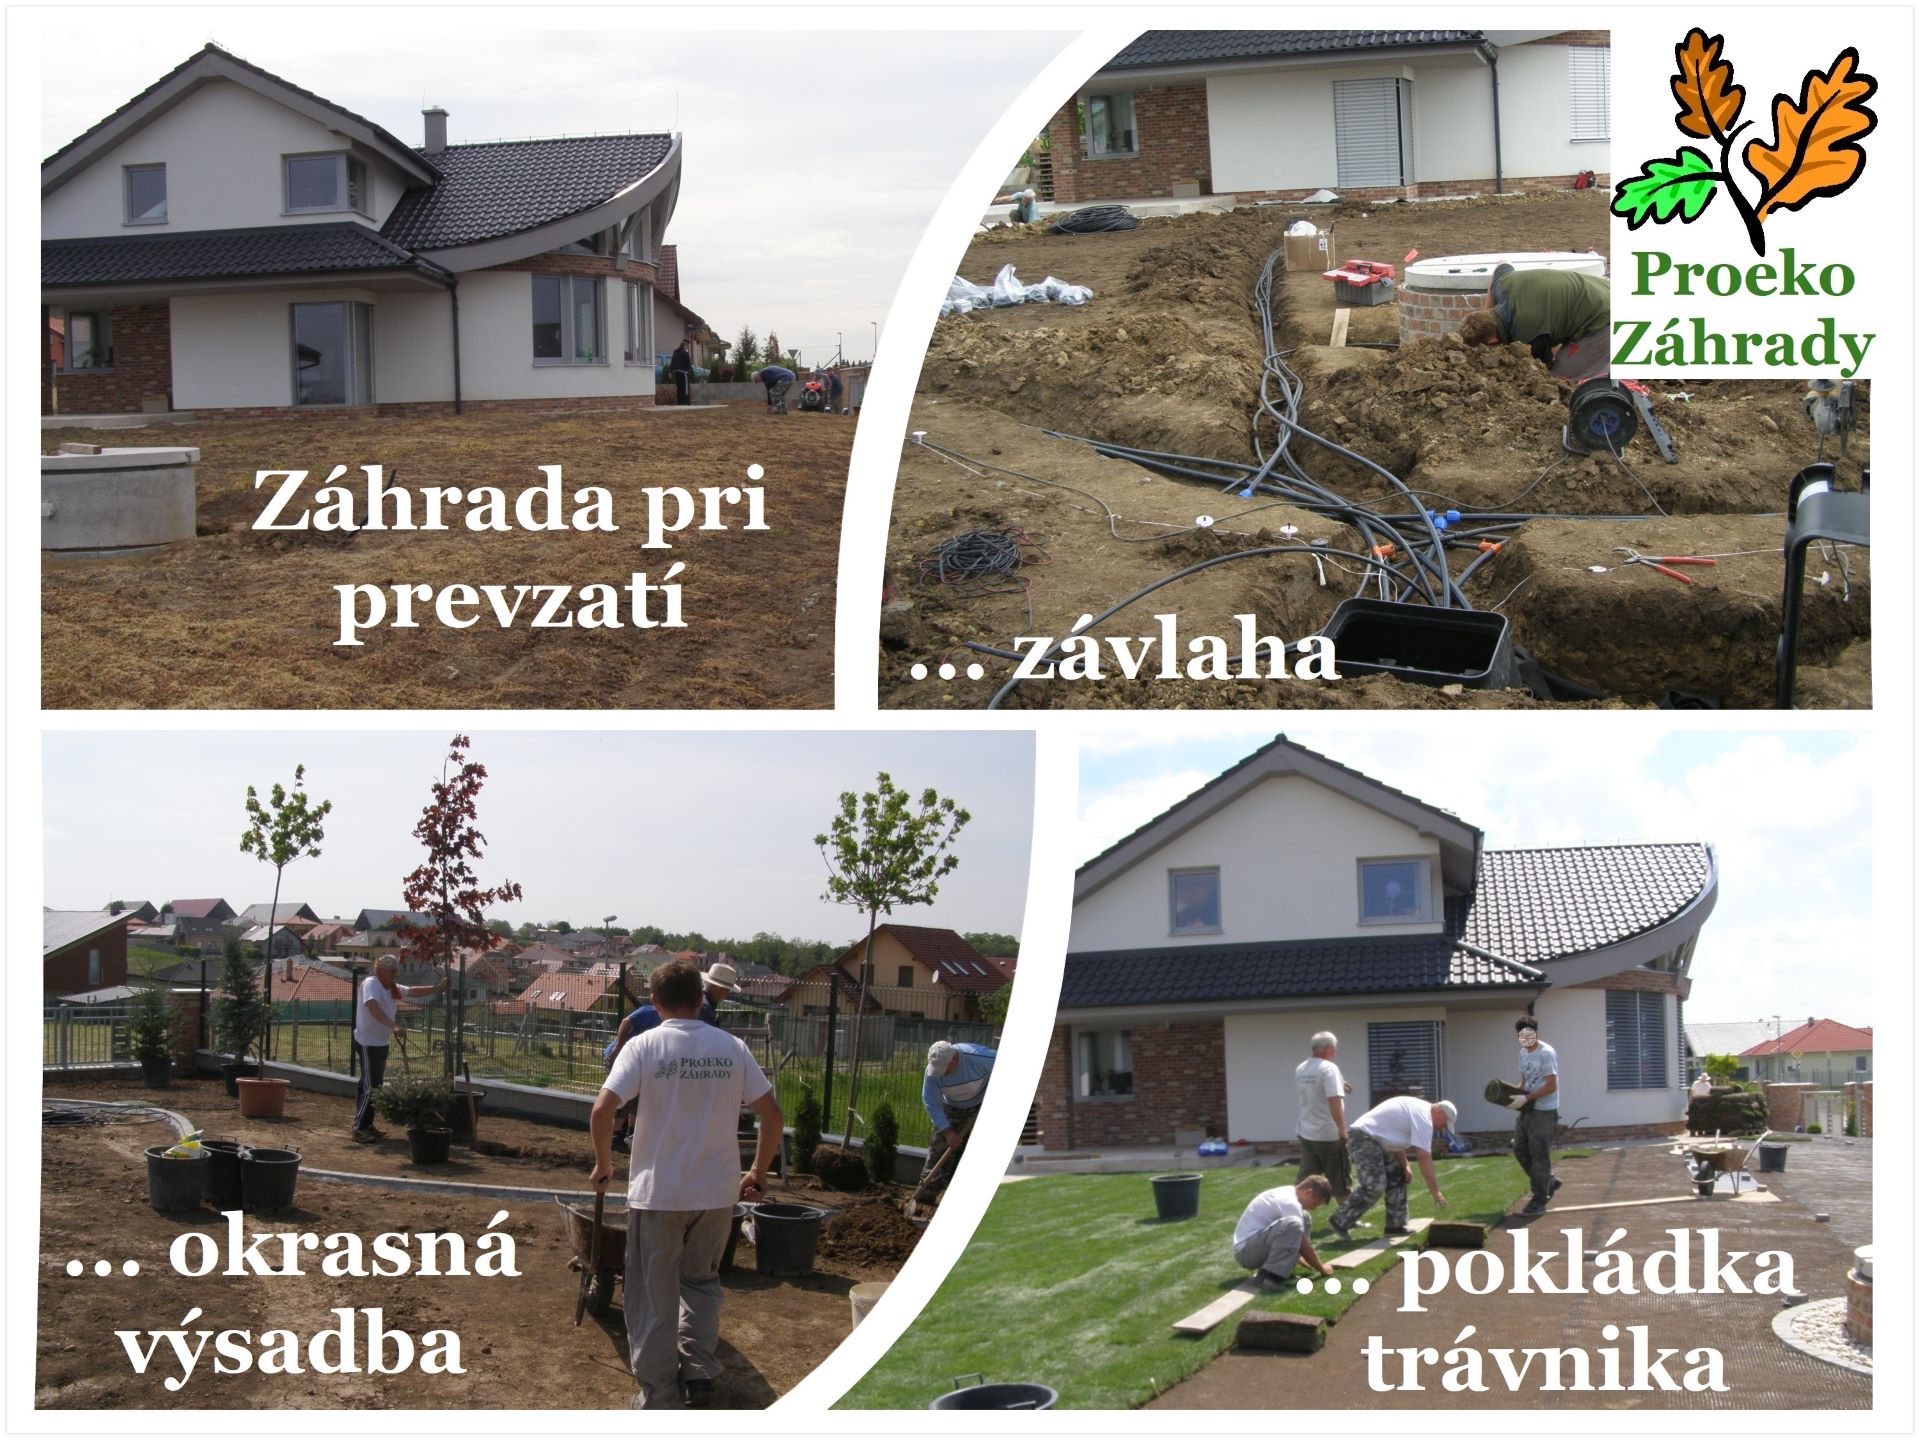 Proeko
Záhrady
Záhrada pri
prevzatí
... závlaha
PROEKO
ZÁHRADY
... okrasná
výsadba
... pokládka
trávnika